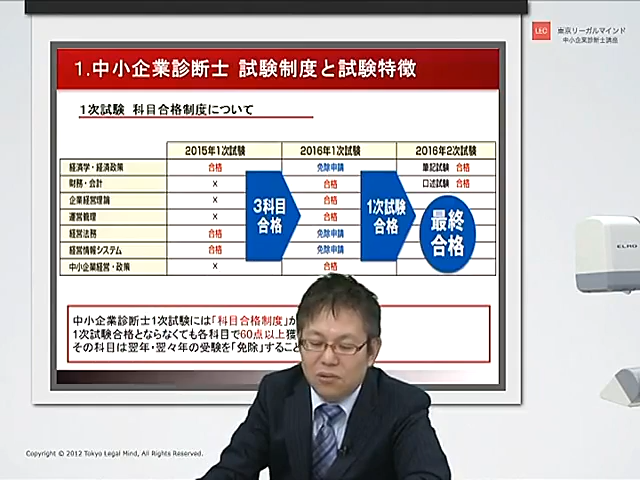 LEC 東京リーガルマインド
中小企業診断士講座
1.中小企業診断士 試験制度と試験特徴
1次試験 科目合格制度について
2015年1次試験 2016年1次試験 2016年2次試験
経済学・経済政策 合格 免除申請 筆記試験 合格
財務・会計 × 合格 口述試験 合格
企業経営理論 × 合格
運営管理 × 合格
経営法務 合格 免除申請
経営情報システム 合格 免除申請
中小企業経営・政策 × 合格
3科目
合格
1次試験
合格
最終
合格
中小企業診断士1次試験には「科目合格制度」
1次試験合格とならなくても各科目で60点以上獲
その科目は翌年・翌々年の受験を「免除」すること
ELMO
Copyright © 2012 Tokyo Legal Mind, All Rights Reserved.